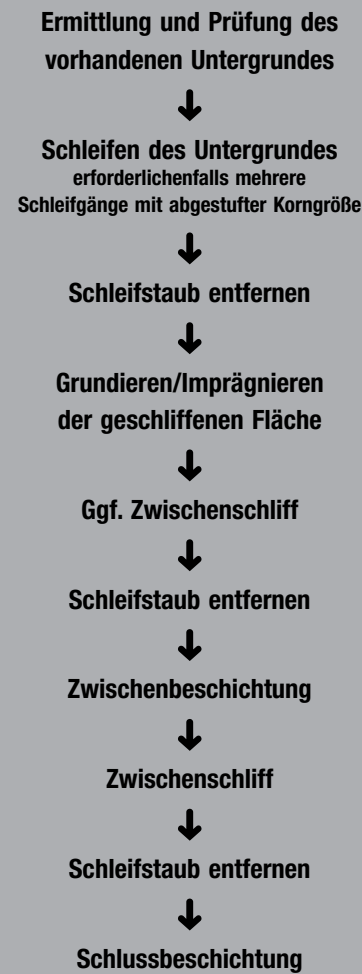 Ermittlung und Prüfung des
vorhandenen Untergrundes
Schleifen des Untergrundes
erforderlichenfalls mehrere
Schleifgänge mit abgestufter Korngröße
Schleifstaub entfernen
Grundieren/Imprägnieren
der geschliffenen Fläche
Ggf. Zwischenschliff
Schleifstaub entfernen
Zwischenbeschichtung
Zwischenschliff
Schleifstaub entfernen
Schlussbeschichtung